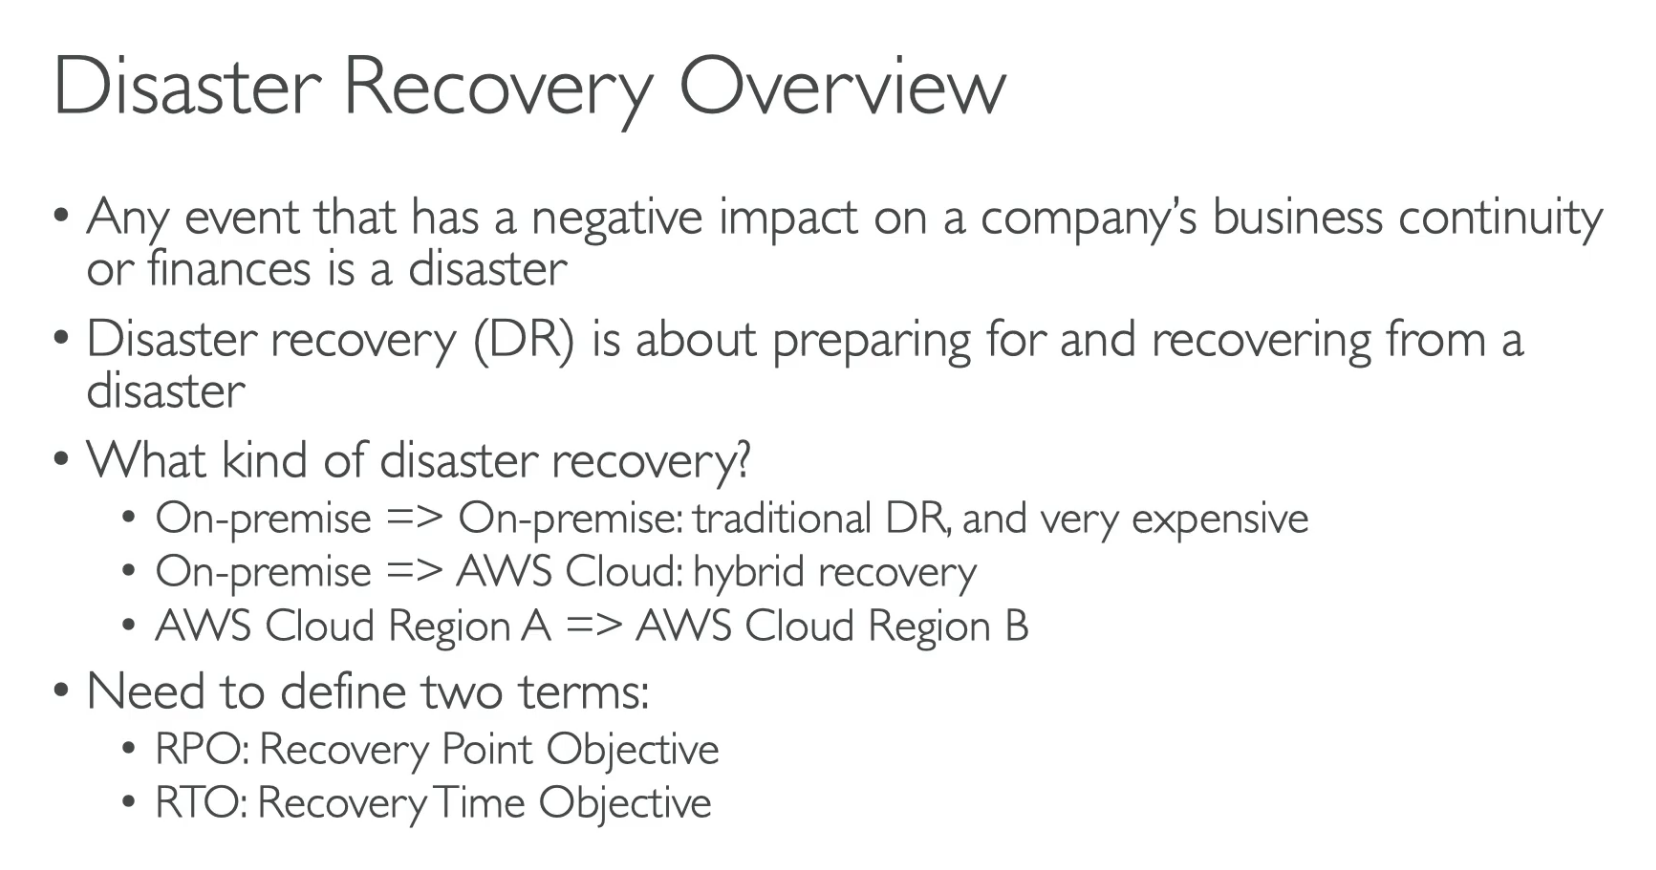 Disaster Recovery Overview
• Any event that has a negative impact on a company’s business continuity
or finances is a disaster
• Disaster recovery (DR) is about preparing for and recovering from a
disaster
• What kind of disaster recovery?
• On-premise => On-premise: traditional DR, and very expensive
• On-premise => AWS Cloud: hybrid recovery
• AWS Cloud Region A => AWS Cloud Region B
• Need to define two terms:
• RPO: Recovery Point Objective
• RTO: Recovery Time Objective